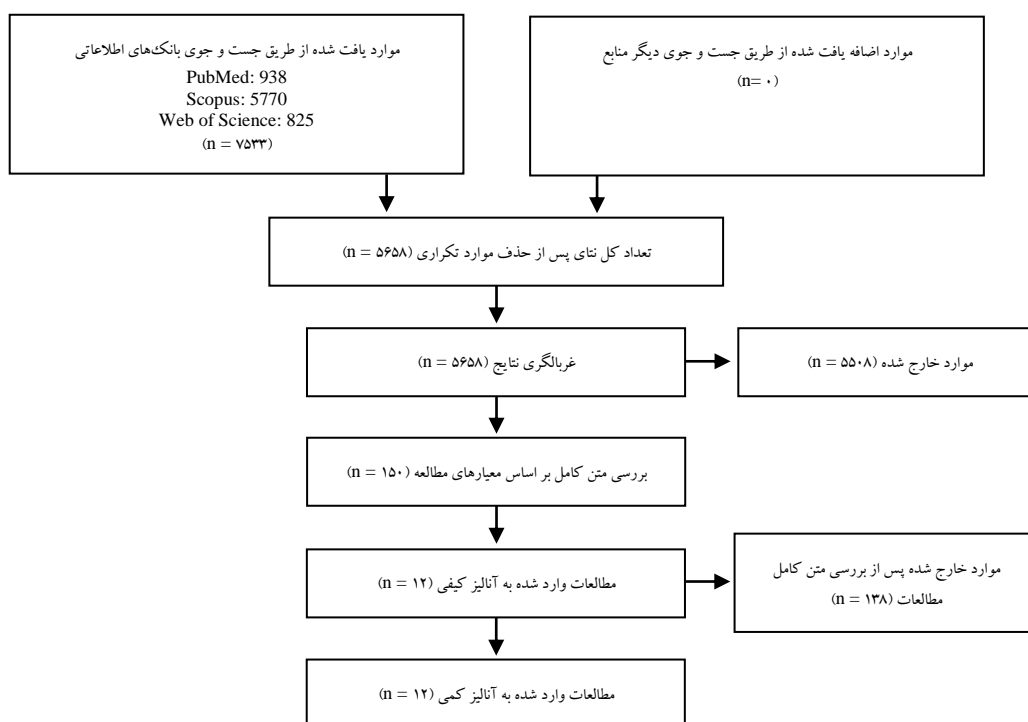 موارد یافت شده از طریق جست و جوی بانک‌های اطلاعاتی
PubMed: 938
Scopus: 5770
Web of Science: 825
(n = ۷۵۳۳)
موارد اضافه یافت شده از طریق جست و جوی دیگر منابع
(n= ۰)
تعداد کل نتای پس از حذف موارد تکراری (n = ۵۶۵۸)
غربالگری نتایج (n = ۵۶۵۸)
موارد خارج شده (n = ۵۵۰۸)
بررسی متن کامل بر اساس معیارهای مطالعه (n = ۱۵۰)
مطالعات وارد شده به آنالیز کیفی (n = ۱۲)
موارد خارج شده پس از بررسی متن کامل
مطالعات (n = ۱۳۸)
مطالعات وارد شده به آنالیز کمی (n = ۱۲)